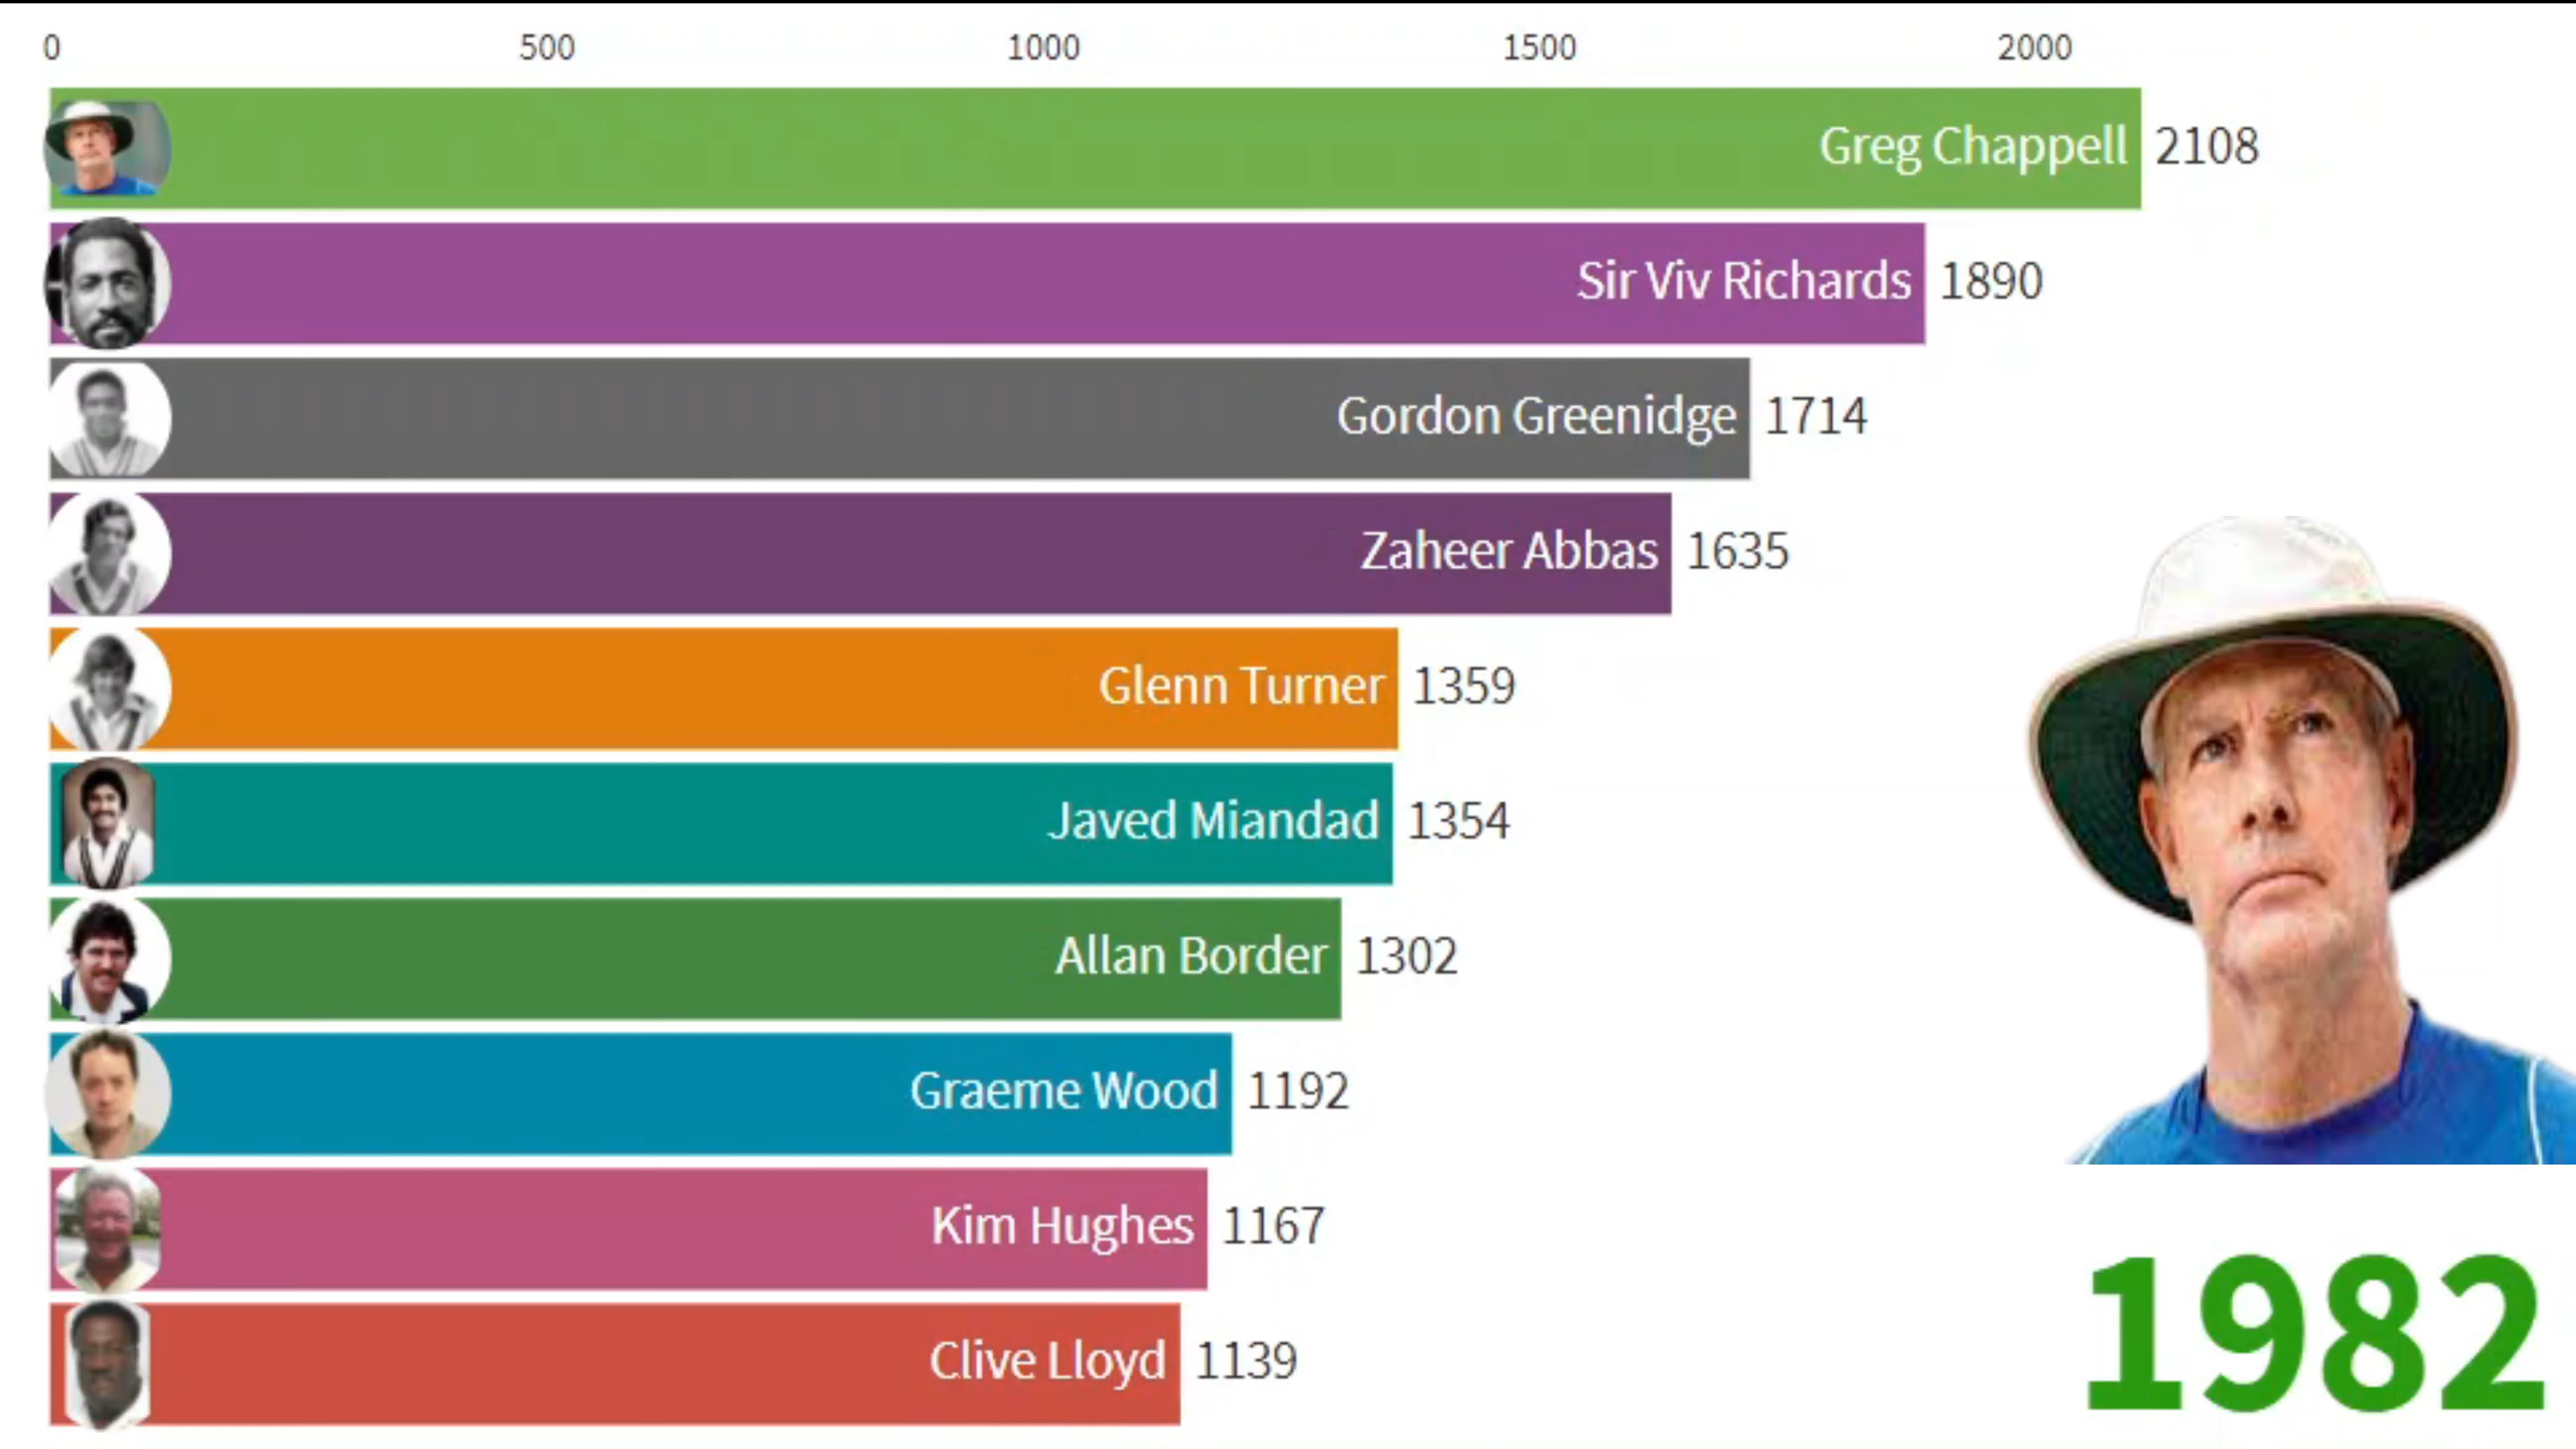 0 500 1000 1500 2000
Greg Chappell 2108
Sir Viv Richards 1890
Gordon Greenidge 1714
Zaheer Abbas 1635
Glenn Turner 1359
Javed Miandad 1354
Allan Border 1302
Graeme Wood 1192
Kim Hughes 1167
Clive Lloyd 1139
1982